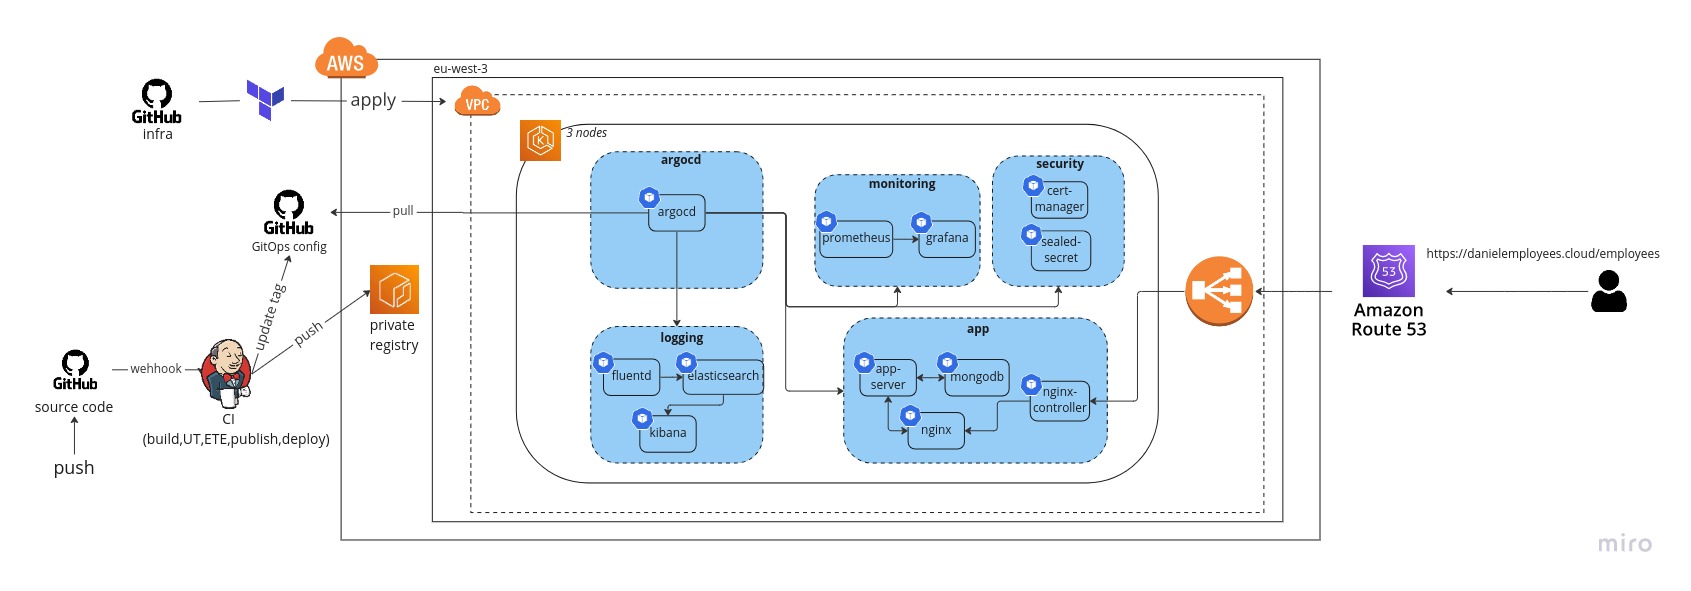 AWS
eu-west-3
VPC
GitHub
infra
apply
3 nodes
argocd
argocd
monitoring
prometheus
grafana
security
cert-
manager
sealed-
secret
pull
GitHub
GitOps config
update tag
push
private
registry
GitHub
source code
wehhook
CI
(build,UT,ETE,publish,deploy)
push
logging
fluentd
elasticsearch
kibana
app
app-
server
mongodb
nginx-
controller
nginx
53
Amazon
Route 53
https://danielemployees.cloud/employees
K
miro